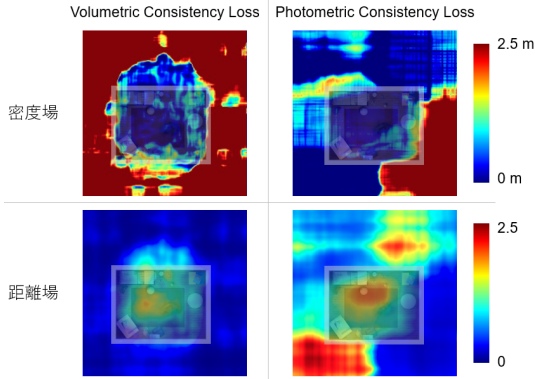 Volumetric Consistency Loss
Photometric Consistency Loss
密度場
2.5 m
0 m
距離場
2.5
0